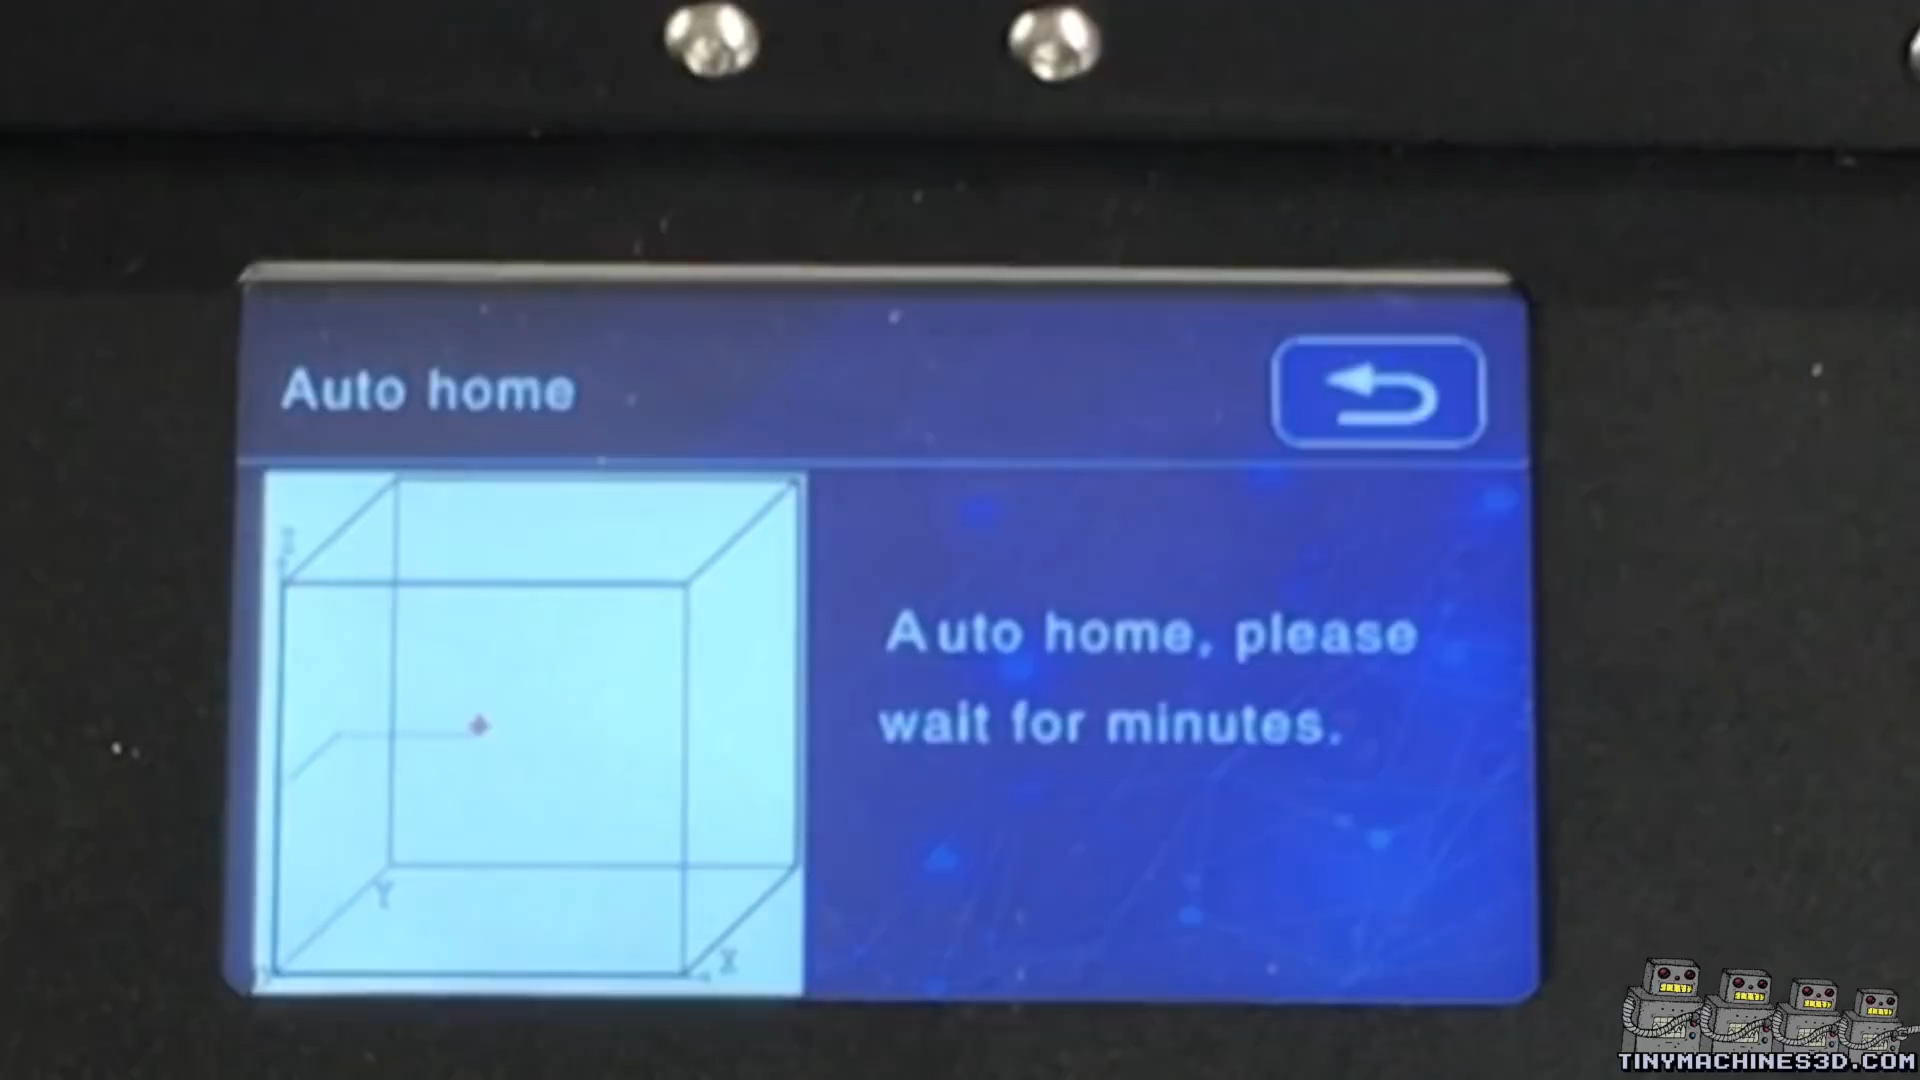 Auto home
Auto home, please
wait for minutes.
Z
Y
X
TINYMACHINES3D.COM